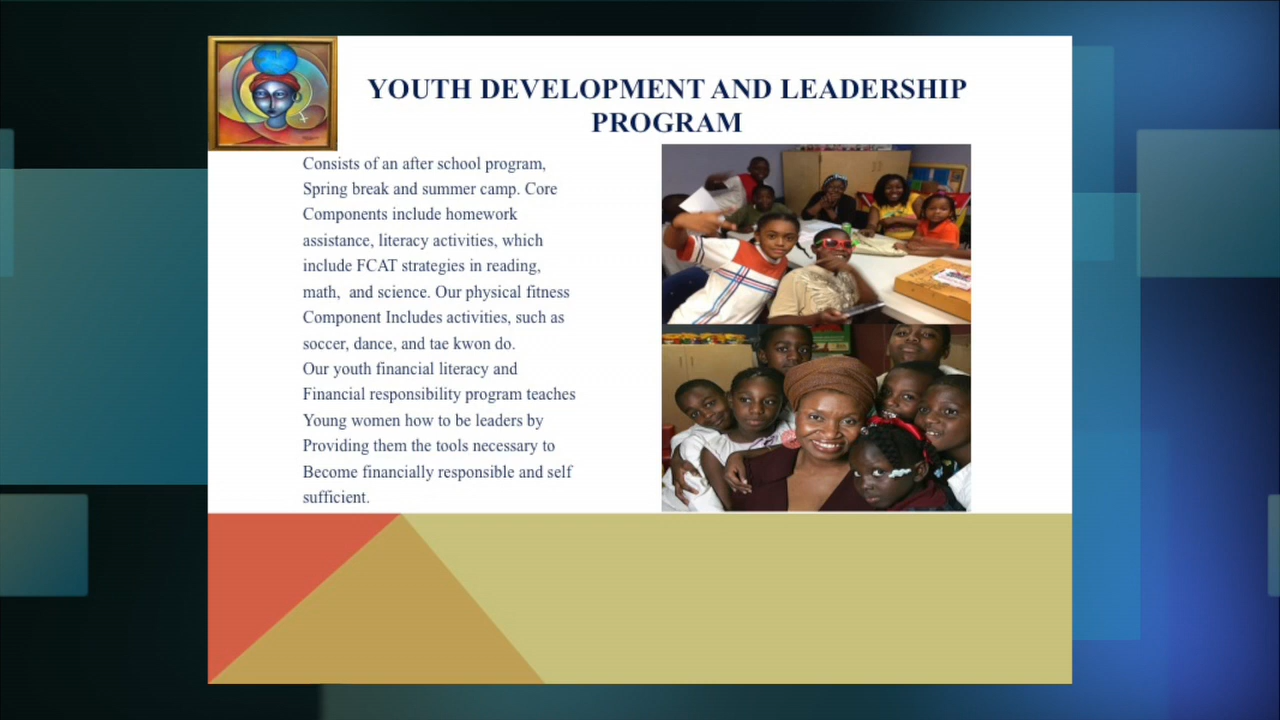 YOUTH DEVELOPMENT AND LEADERSHIP
PROGRAM
Consists of an after school program,
Spring break and summer camp. Core
Components include homework
assistance, literacy activities, which
include FCAT strategies in reading,
math,  and science. Our physical fitness
Component Includes activities, such as
soccer, dance, and tae kwon do.
Our youth financial literacy and
Financial responsibility program teaches
Young women how to be leaders by
Providing them the tools necessary to
Become financially responsible and self
sufficient.